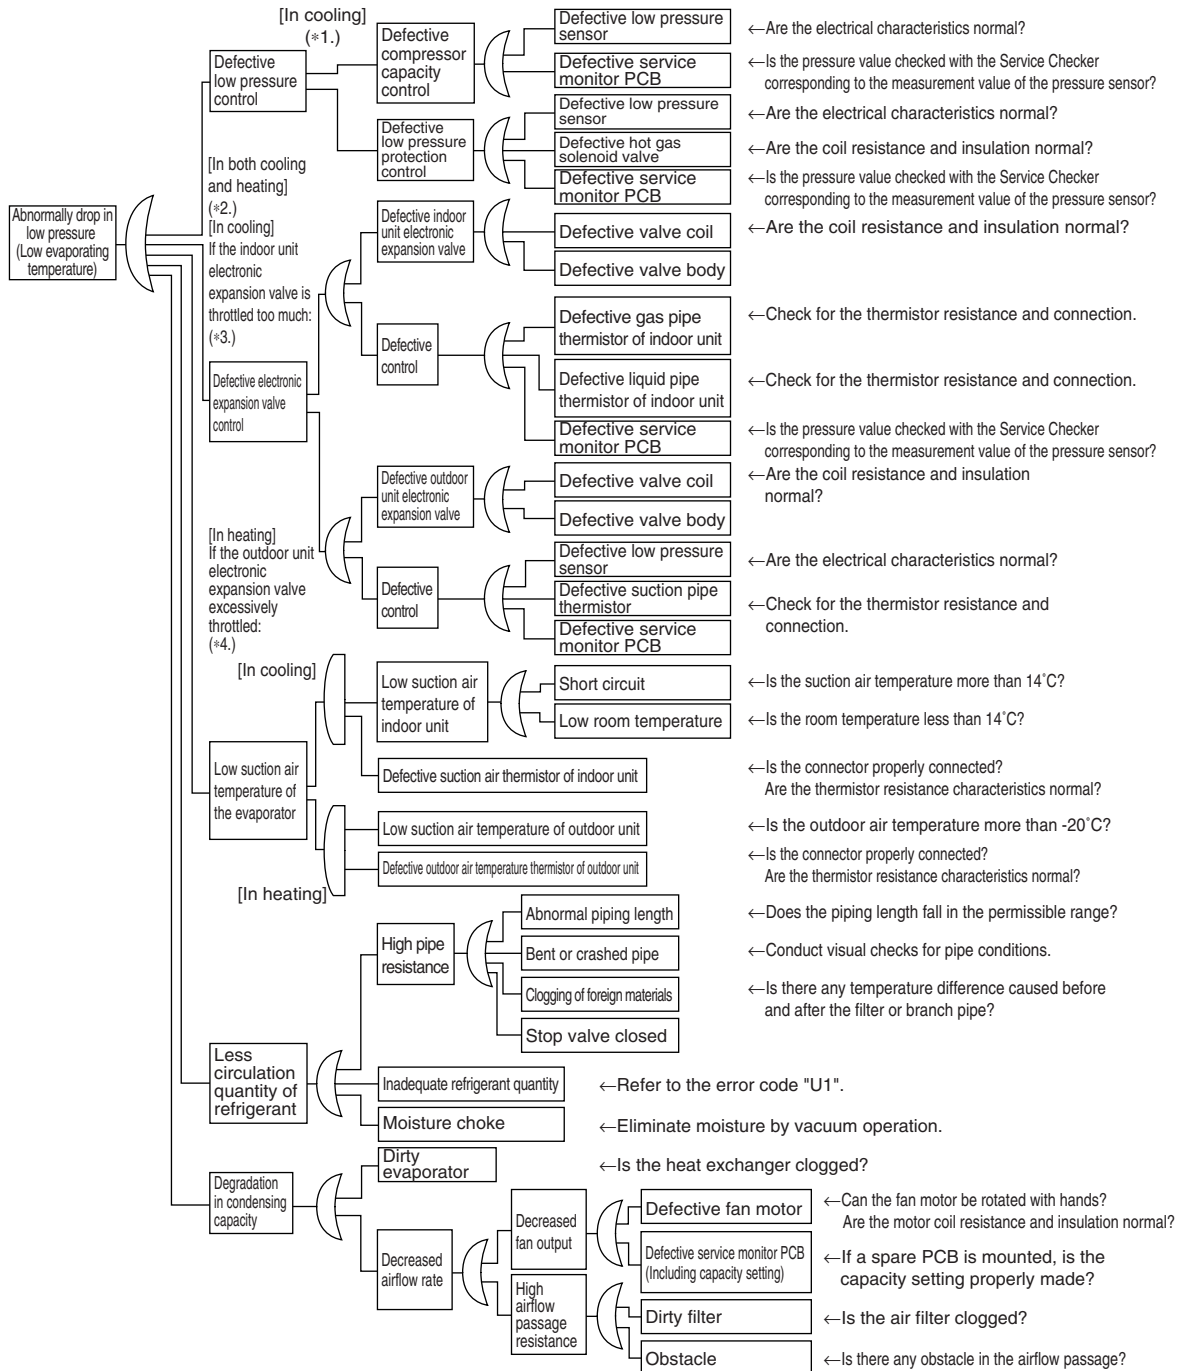 [In cooling]
(*1.)
Defective
low pressure
control
Defective
compressor
capacity
control
Defective low pressure
sensor
←Are the electrical characteristics normal?
Defective service
monitor PCB
←Is the pressure value checked with the Service Checker
corresponding to the measurement value of the pressure sensor?
Defective
low pressure
protection
control
Defective low pressure
sensor
←Are the electrical characteristics normal?
Defective hot gas
solenoid valve
←Are the coil resistance and insulation normal?
Defective service
monitor PCB
←Is the pressure value checked with the Service Checker
corresponding to the measurement value of the pressure sensor?
Abnormally drop in
low pressure
(Low evaporating
temperature)
[In both cooling
and heating]
(*2.)
[In cooling]
If the indoor unit
electronic
expansion valve is
throttled too much:
(*3.)
Defective electronic
expansion valve
control
Defective indoor
unit electronic
expansion valve
Defective valve coil
←Are the coil resistance and insulation normal?
Defective valve body
Defective
control
Defective gas pipe
thermistor of indoor unit
←Check for the thermistor resistance and connection.
Defective liquid pipe
thermistor of indoor unit
←Check for the thermistor resistance and connection.
Defective service
monitor PCB
←Is the pressure value checked with the Service Checker
corresponding to the measurement value of the pressure sensor?
[In heating]
If the outdoor unit
electronic
expansion valve
excessively
throttled:
(*4.)
Defective outdoor
unit electronic
expansion valve
Defective valve coil
←Are the coil resistance and insulation
normal?
Defective valve body
Defective
control
Defective low pressure
sensor
←Are the electrical characteristics normal?
Defective suction pipe
thermistor
←Check for the thermistor resistance and
connection.
Defective service
monitor PCB
[In cooling]
Low suction air
temperature of
the evaporator
Low suction air
temperature of
indoor unit
Short circuit
←Is the suction air temperature more than 14˚C?
Low room temperature
←Is the room temperature less than 14˚C?
Defective suction air thermistor of indoor unit
←Is the connector properly connected?
Are the thermistor resistance characteristics normal?
Low suction air temperature of outdoor unit
←Is the outdoor air temperature more than -20˚C?
Defective outdoor air temperature thermistor of outdoor unit
←Is the connector properly connected?
Are the thermistor resistance characteristics normal?
[In heating]
Less
circulation
quantity of
refrigerant
High pipe
resistance
Abnormal piping length
←Does the piping length fall in the permissible range?
Bent or crashed pipe
←Conduct visual checks for pipe conditions.
Clogging of foreign materials
←Is there any temperature difference caused before
and after the filter or branch pipe?
Stop valve closed
Inadequate refrigerant quantity
←Refer to the error code "U1".
Moisture choke
←Eliminate moisture by vacuum operation.
Degradation
in condensing
capacity
Dirty
evaporator
←Is the heat exchanger clogged?
Decreased
airflow rate
Decreased
fan output
Defective fan motor
←Can the fan motor be rotated with hands?
Are the motor coil resistance and insulation normal?
Defective service monitor PCB
(Including capacity setting)
←If a spare PCB is mounted, is the
capacity setting properly made?
High
airflow
passage
resistance
Dirty filter
←Is the air filter clogged?
Obstacle
←Is there any obstacle in the airflow passage?